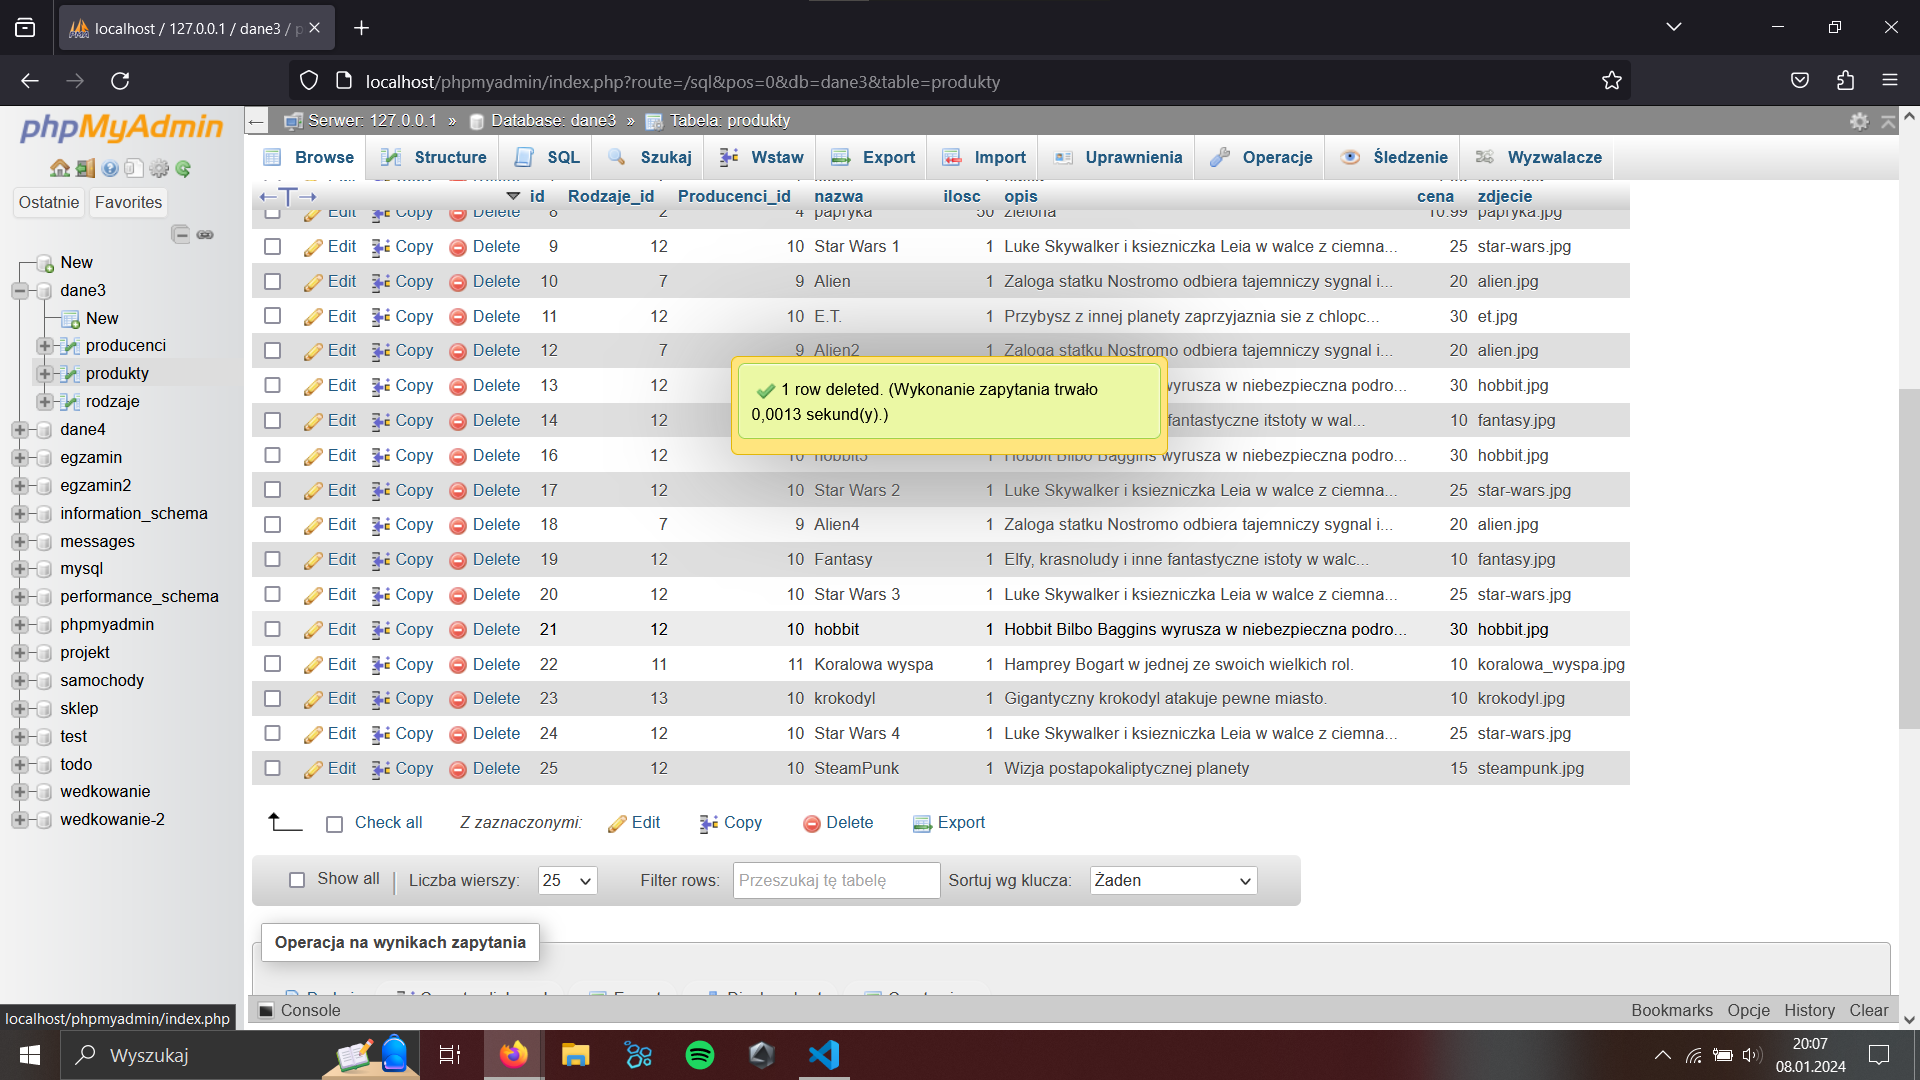 localhost / 127.0.0.1 / dane3 / p
localhost/phpmyadmin/index.php?route=/sql&pos=0&db=dane3&table=produkty
phpMyAdmin
Ostatnie Favorites
New
dane3
New
producenci
produkty
rodzaje
dane4
egzamin
egzamin2
information_schema
messages
mysql
performance_schema
phpmyadmin
projekt
samochody
sklep
test
todo
wedkowanie
wedkowanie-2
localhost/phpmyadmin/index.php
Serwer: 127.0.0.1 » Database: dane3 » Tabela: produkty
Browse Structure SQL Szukaj Wstaw Export Import Uprawnienia Operacje Śledzenie Wyzwalacze
id Rodzaje_id Producenci_id nazwa ilosc opis cena zdjecie
Edit Copy Delete 8 2 4 papryka 50 zielona 10.99 papryka.jpg
Edit Copy Delete 9 12 10 Star Wars 1 1 Luke Skywalker i ksiezniczka Leia w walce z ciemna... 25 star-wars.jpg
Edit Copy Delete 10 7 9 Alien 1 Zaloga statku Nostromo odbiera tajemniczy sygnal i... 20 alien.jpg
Edit Copy Delete 11 12 10 E.T. 1 Przybysz z innej planety zaprzyjaznia sie z chlopc... 30 et.jpg
Edit Copy Delete 12 7 9 Alien2 1 Zaloga statku Nostromo odbiera tajemniczy sygnal i... 20 alien.jpg
Edit Copy Delete 13 12 wyrusza w niebezpieczna podro... 30 hobbit.jpg
1 row deleted. (Wykonanie zapytania trwało
0,0013 sekund(y).)
Edit Copy Delete 14 12 fantastyczne itstoty w wal... 10 fantasy.jpg
Edit Copy Delete 16 12 10 hobbit3 1 Hobbit Bilbo Baggins wyrusza w niebezpieczna podro... 30 hobbit.jpg
Edit Copy Delete 17 12 10 Star Wars 2 1 Luke Skywalker i ksiezniczka Leia w walce z ciemna... 25 star-wars.jpg
Edit Copy Delete 18 7 9 Alien4 1 Zaloga statku Nostromo odbiera tajemniczy sygnal i... 20 alien.jpg
Edit Copy Delete 19 12 10 Fantasy 1 Elfy, krasnoludy i inne fantastyczne istoty w walc... 10 fantasy.jpg
Edit Copy Delete 20 12 10 Star Wars 3 1 Luke Skywalker i ksiezniczka Leia w walce z ciemna... 25 star-wars.jpg
Edit Copy Delete 21 12 10 hobbit 1 Hobbit Bilbo Baggins wyrusza w niebezpieczna podro... 30 hobbit.jpg
Edit Copy Delete 22 11 11 Koralowa wyspa 1 Hamprey Bogart w jednej ze swoich wielkich rol. 10 koralowa_wyspa.jpg
Edit Copy Delete 23 13 10 krokodyl 1 Gigantyczny krokodyl atakuje pewne miasto. 10 krokodyl.jpg
Edit Copy Delete 24 12 10 Star Wars 4 1 Luke Skywalker i ksiezniczka Leia w walce z ciemna... 25 star-wars.jpg
Edit Copy Delete 25 12 10 SteamPunk 1 Wizja postapokaliptycznej planety 15 steampunk.jpg
Check all Z zaznaczonymi: Edit Copy Delete Export
Show all Liczba wierszy: 25 Filter rows: Przeszukaj tę tabelę Sortuj wg klucza: Żaden
Operacja na wynikach zapytania
Console Bookmarks Opcje History Clear
Wyszukaj
20:07
08.01.2024